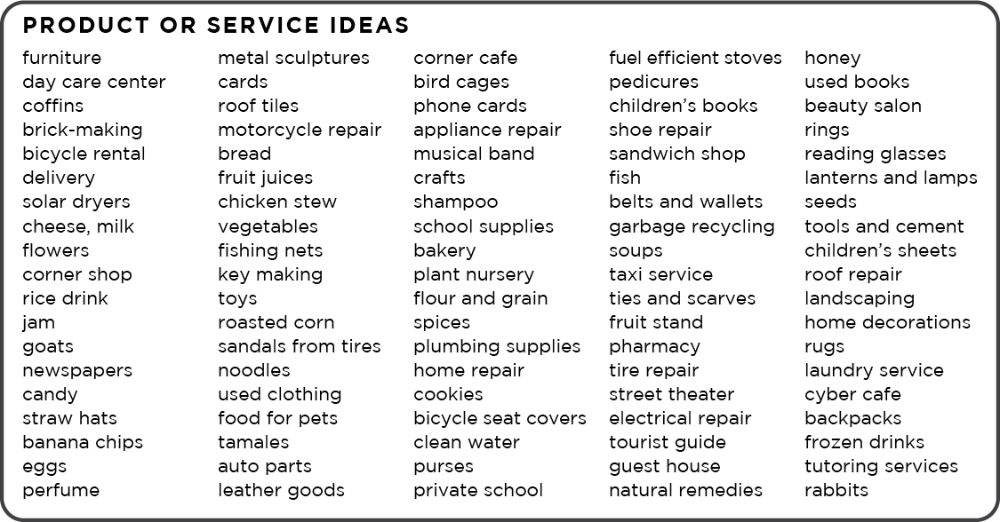 PRODUCT OR SERVICE IDEAS
furniture
day care center
coffins
brick-making
bicycle rental
delivery
solar dryers
cheese, milk
flowers
corner shop
rice drink
jam
goats
newspapers
candy
straw hats
banana chips
eggs
perfume
metal sculptures
cards
roof tiles
motorcycle repair
bread
fruit juices
chicken stew
vegetables
fishing nets
key making
toys
roasted corn
sandals from tires
noodles
used clothing
food for pets
tamales
auto parts
leather goods
corner cafe
bird cages
phone cards
appliance repair
musical band
crafts
shampoo
school supplies
bakery
plant nursery
flour and grain
spices
plumbing supplies
home repair
cookies
bicycle seat covers
clean water
purses
private school
fuel efficient stoves
pedicures
children’s books
shoe repair
sandwich shop
fish
belts and wallets
garbage recycling
soups
taxi service
ties and scarves
fruit stand
pharmacy
tire repair
street theater
electrical repair
tourist guide
guest house
natural remedies
honey
used books
beauty salon
rings
reading glasses
lanterns and lamps
seeds
tools and cement
children’s sheets
roof repair
landscaping
home decorations
rugs
laundry service
cyber cafe
backpacks
frozen drinks
tutoring services
rabbits